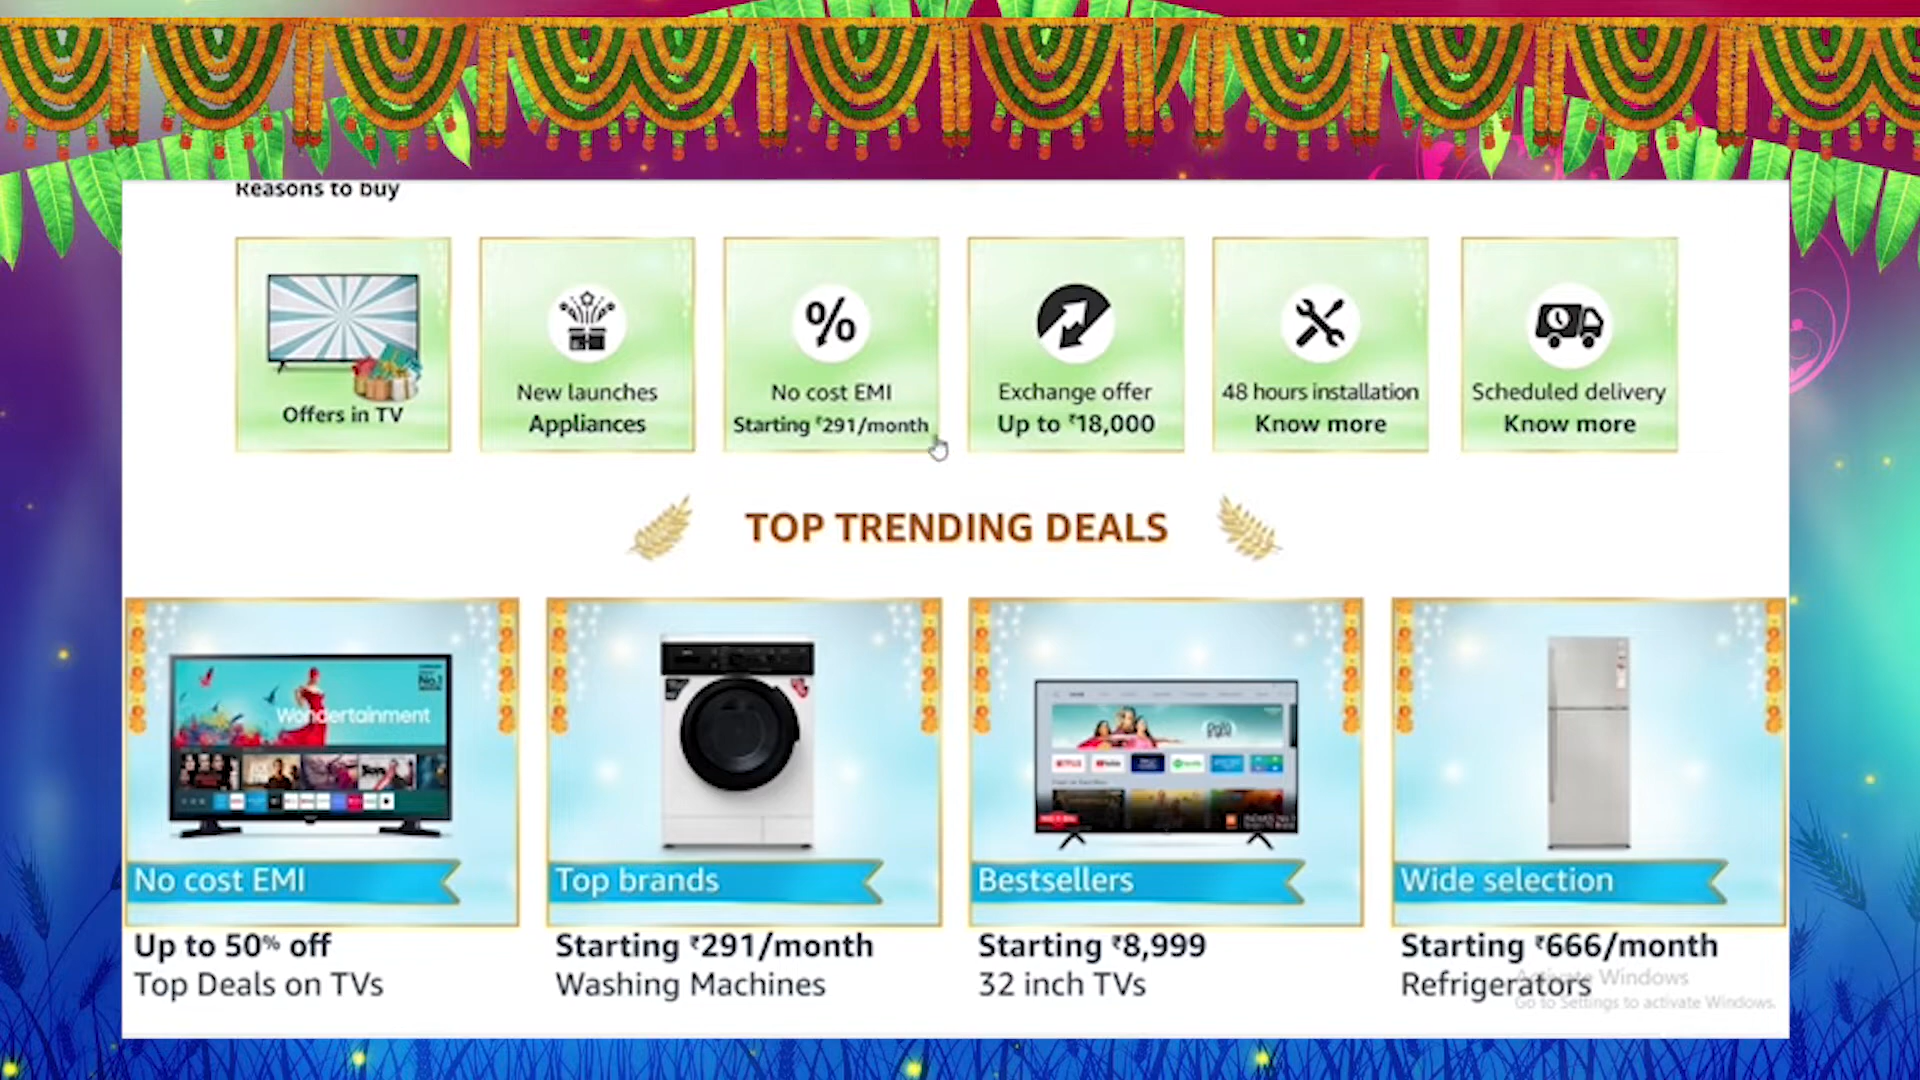 Reasons to buy
Offers in TV
New launches
Appliances
%
No cost EMI
Starting ₹291/month
Exchange offer
Up to ₹18,000
48 hours installation
Know more
Scheduled delivery
Know more
TOP TRENDING DEALS
No.1
Wondertainment
No cost EMI
Up to 50% off
Top Deals on TVs
Top brands
Starting ₹291/month
Washing Machines
Bestsellers
Starting ₹8,999
32 inch TVs
Wide selection
Starting ₹666/month
Refrigerators
Activate Windows
Go to Settings to activate Windows.